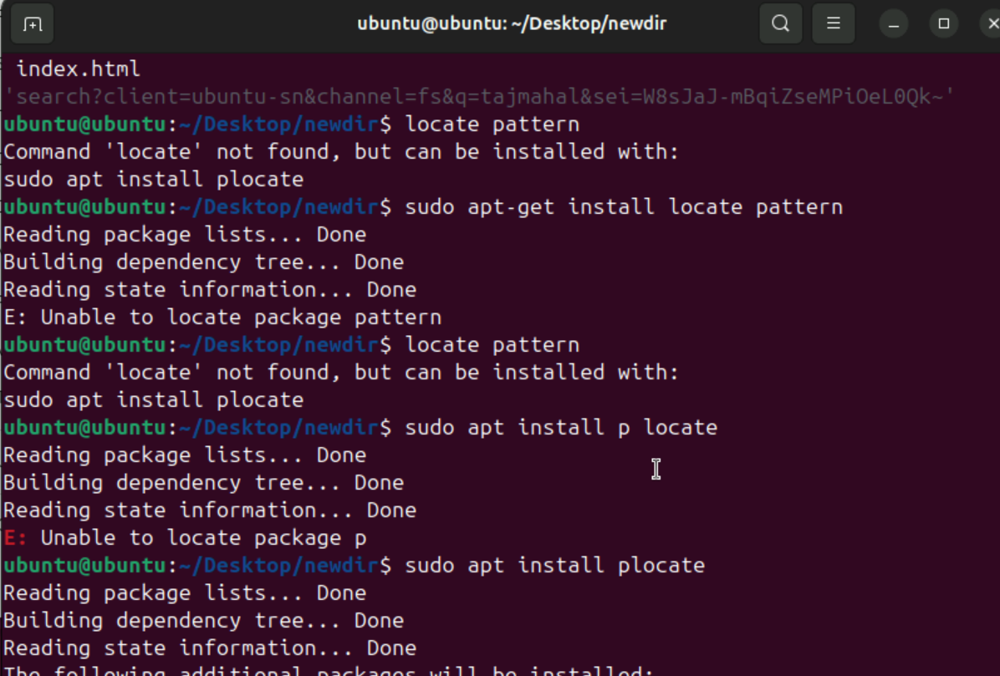 ubuntu@ubuntu: ~/Desktop/newdir
index.html
'search?client=ubuntu-sn&channel=fs&q=tajmahal&sei=W8sJaJ-mBqiZseMPiOeL0Qk~'
ubuntu@ubuntu:~/Desktop/newdir$ locate pattern
Command 'locate' not found, but can be installed with:
sudo apt install plocate
ubuntu@ubuntu:~/Desktop/newdir$ sudo apt-get install locate pattern
Reading package lists... Done
Building dependency tree... Done
Reading state information... Done
E: Unable to locate package pattern
ubuntu@ubuntu:~/Desktop/newdir$ locate pattern
Command 'locate' not found, but can be installed with:
sudo apt install plocate
ubuntu@ubuntu:~/Desktop/newdir$ sudo apt install p locate
Reading package lists... Done
Building dependency tree... Done
Reading state information... Done
E: Unable to locate package p
ubuntu@ubuntu:~/Desktop/newdir$ sudo apt install plocate
Reading package lists... Done
Building dependency tree... Done
Reading state information... Done
The following additional packages will be installed: